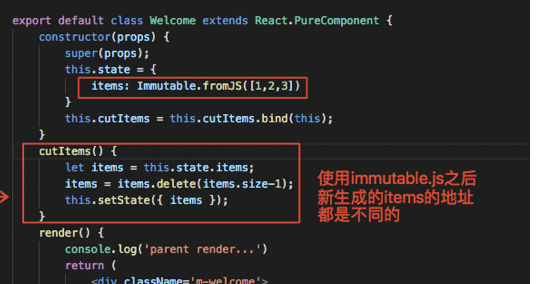 export default class Welcome extends React.PureComponent {
constructor(props) {
super(props);
this.state = {
items: Immutable.fromJS([1,2,3])
}
this.cutItems = this.cutItems.bind(this);
}
cutItems() {
let items = this.state.items;
items = items.delete(items.size-1);
this.setState({ items });
}
使用immutable.js之后
新生成的items的地址
都是不同的
render() {
console.log('parent render...')
return (
<div className='m-welcome'>